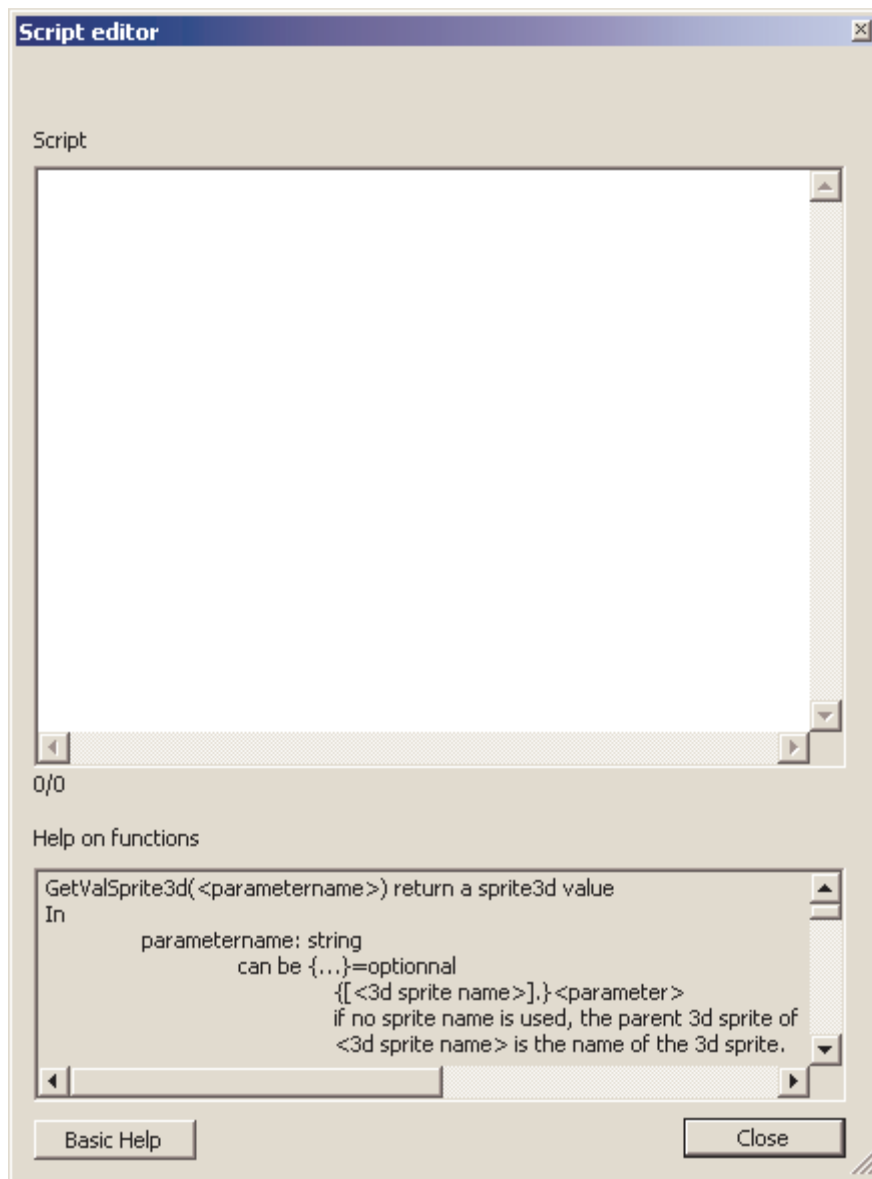 Script editor
Script
0/0
Help on functions
GetValSprite3d(<parametername>) return a sprite3d value
In
parametername: string
can be {...}=optionnal
{[<3d sprite name>].}<parameter>
if no sprite name is used, the parent 3d sprite of
<3d sprite name> is the name of the 3d sprite.
Basic Help
Close